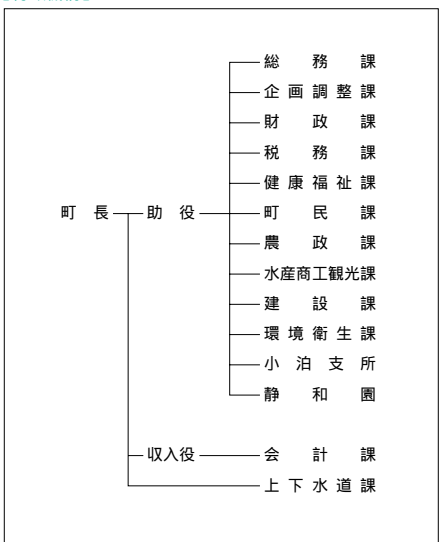 総務課
企画調整課
財政課
税務課
健康福祉課
町長 助役 町民課
農政課
水産商工観光課
建設課
環境衛生課
小泊支所
静和園
収入役 会計課
上下水道課